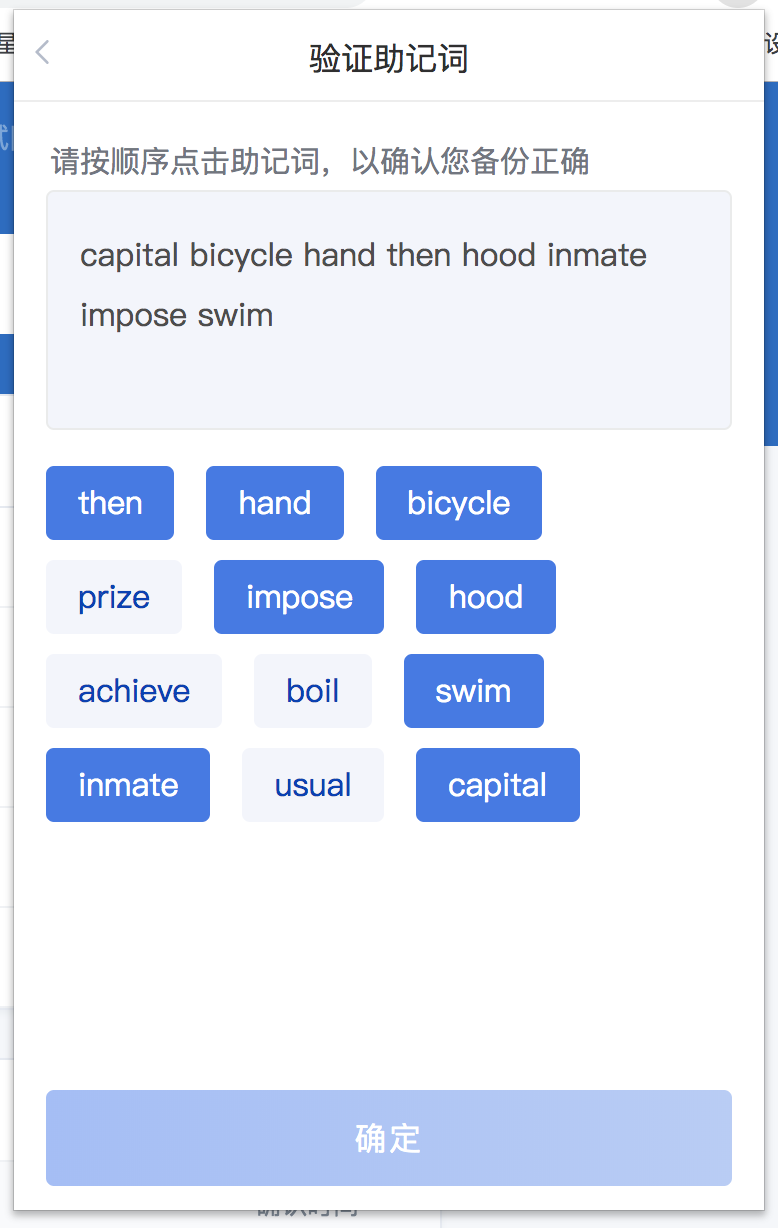 验证助记词
请按顺序点击助记词，以确认您备份正确
capital bicycle hand then hood inmate
impose swim
then hand bicycle
prize impose hood
achieve boil swim
inmate usual capital
确定